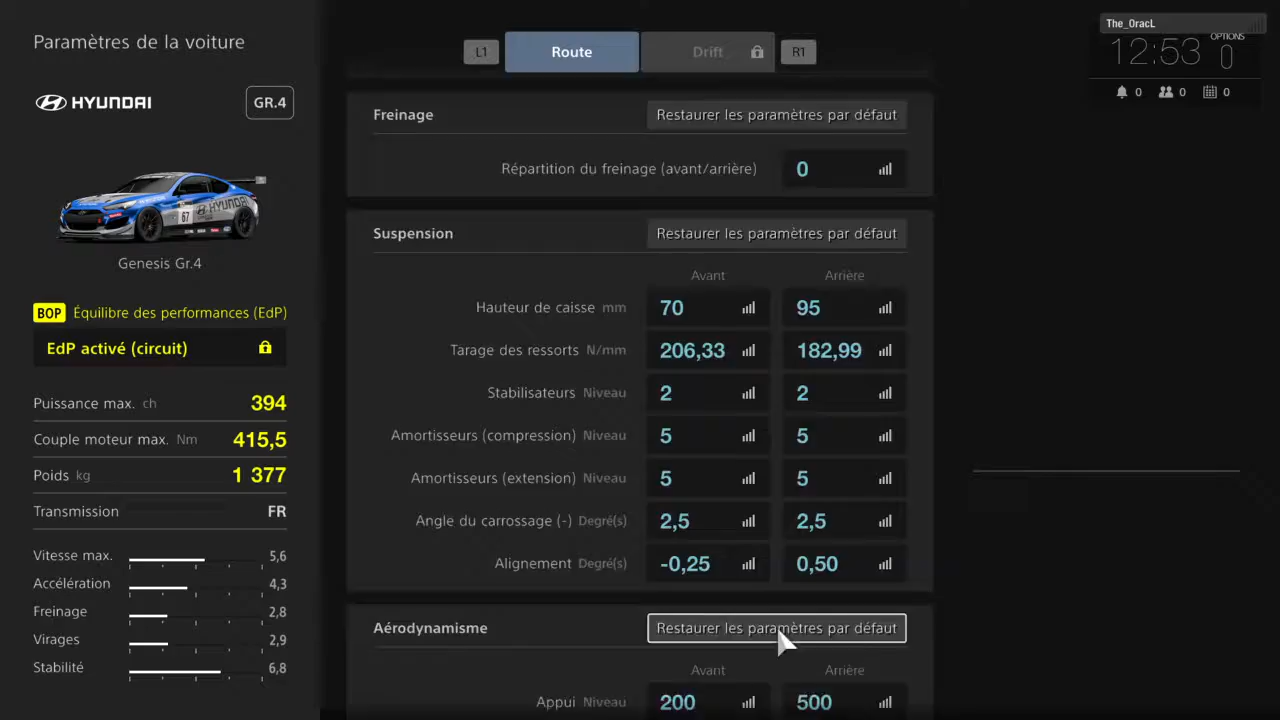 Paramètres de la voiture
HYUNDAI
GR.4
HYUNDAI
67
Genesis Gr.4
BOP Équilibre des performances (EdP)
EdP activé (circuit)
Puissance max. ch 394
Couple moteur max. Nm 415,5
Poids kg 1 377
Transmission FR
Vitesse max. 5,6
Accélération 4,3
Freinage 2,8
Virages 2,9
Stabilité 6,8
L1 Route Drift R1
Freinage Restaurer les paramètres par défaut
Répartition du freinage (avant/arrière) 0
Suspension Restaurer les paramètres par défaut
Avant Arrière
Hauteur de caisse mm 70 95
Tarage des ressorts N/mm 206,33 182,99
Stabilisateurs Niveau 2 2
Amortisseurs (compression) Niveau 5 5
Amortisseurs (extension) Niveau 5 5
Angle du carrossage (-) Degré(s) 2,5 2,5
Alignement Degré(s) -0,25 0,50
Aérodynamisme Restaurer les paramètres par défaut
Avant Arrière
Appui Niveau 200 500
The_OracL
12:53 OPTIONS
0 0 0